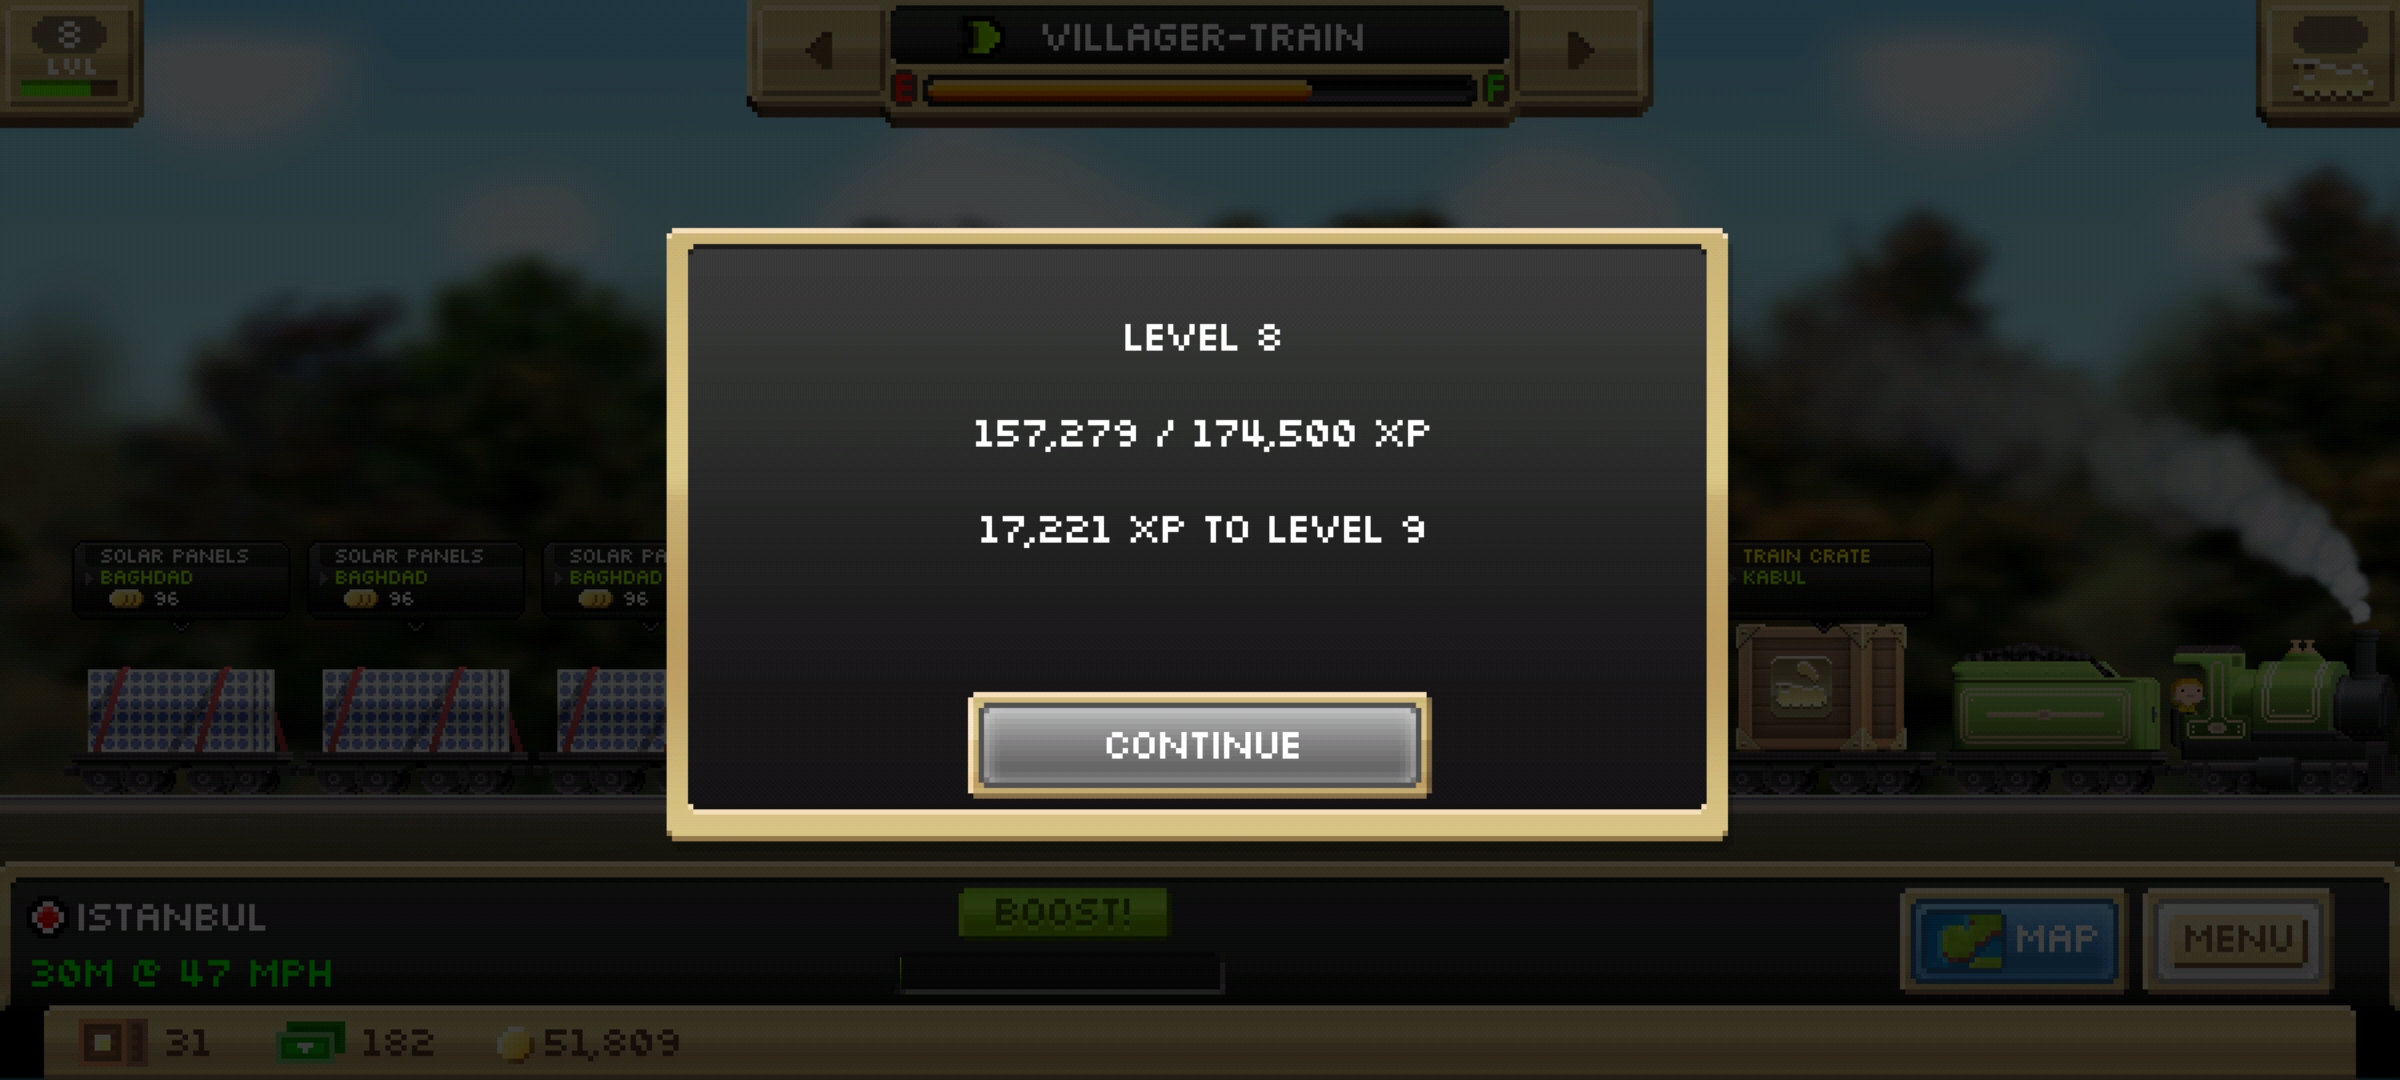 8
LVL
VILLAGER-TRAIN
E F
LEVEL 8
157,279 / 174,500 XP
17,221 XP TO LEVEL 9
CONTINUE
SOLAR PANELS
BAGHDAD
96
SOLAR PANELS
BAGHDAD
96
SOLAR PA
BAGHDAD
96
TRAIN CRATE
KABUL
ISTANBUL
30M @ 47 MPH
BOOST!
MAP
MENU
31
182
51,809